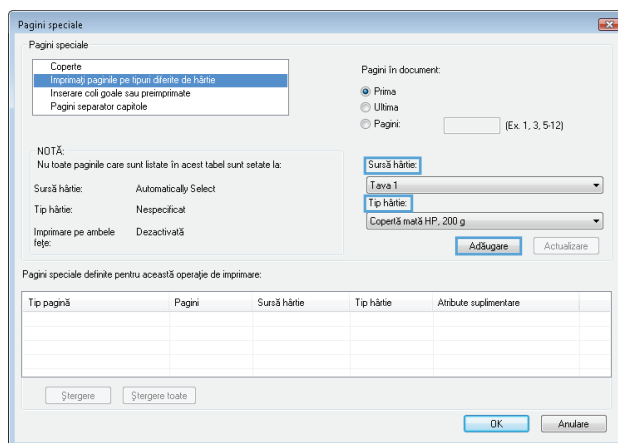 Pagini speciale
Pagini speciale
Coperte
Imprimați paginile pe tipuri diferite de hârtie
Inserare coli goale sau preimprimate
Pagini separator capitole
Pagini în document:
Prima
Ultima
Pagini: (Ex. 1, 3, 5-12)
NOTĂ:
Nu toate paginile care sunt listate în acest tabel sunt setate la:
Sursă hârtie: Automatically Select
Tip hârtie: Nespecificat
Imprimare pe ambele fețe: Dezactivată
Sursă hârtie:
Tava 1
Tip hârtie:
Copertă mată HP, 200 g
Adăugare Actualizare
Pagini speciale definite pentru această operație de imprimare:
Tip pagină Pagini Sursă hârtie Tip hârtie Atribute suplimentare
Ștergere Ștergere toate
OK Anulare